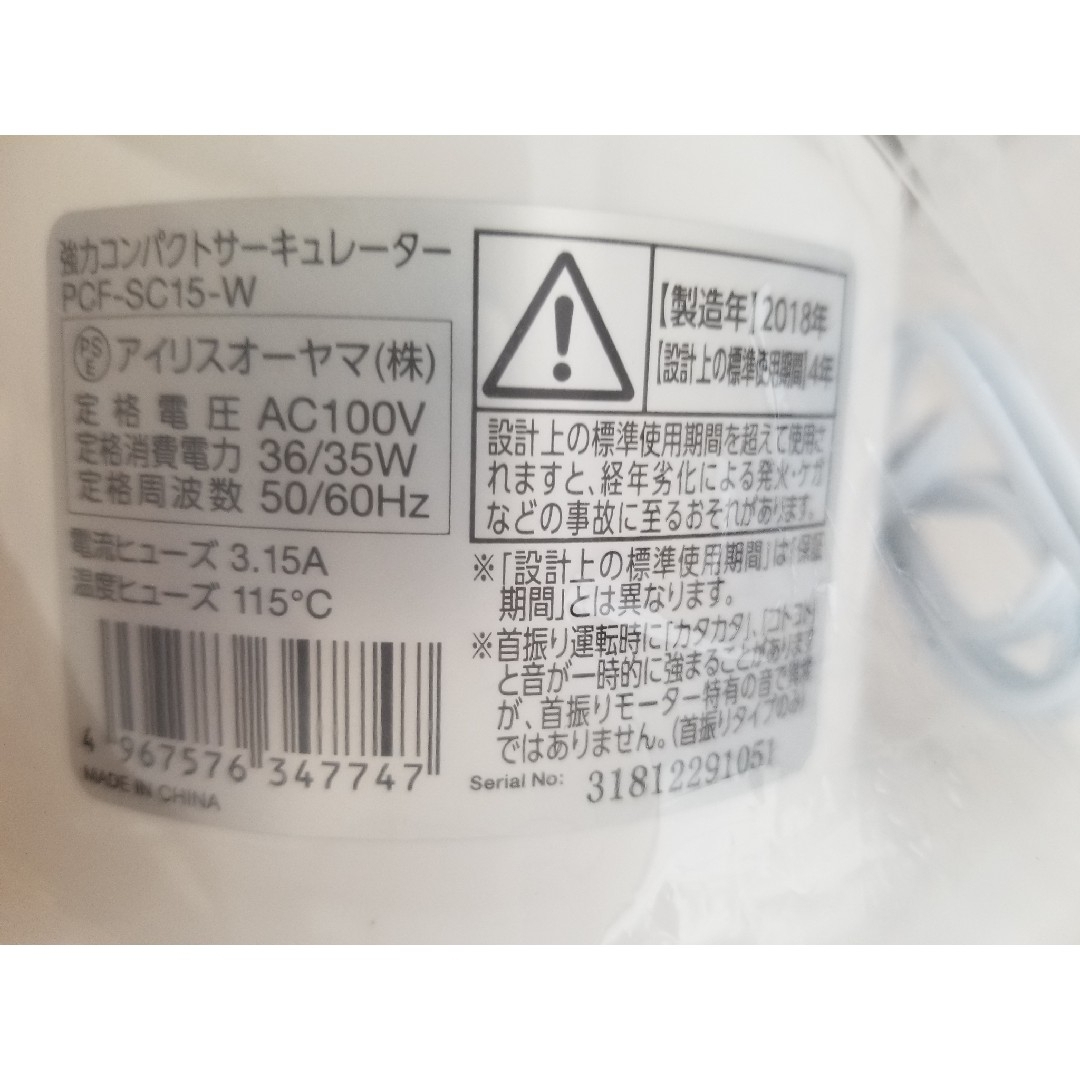 強力コンパクトサーキュレーター
PCF-SC15-W
PSE アイリスオーヤマ(株)
定格電圧 AC100V
定格消費電力 36/35W
定格周波数 50/60Hz
電流ヒューズ 3.15A
温度ヒューズ 115°C
4 967576 347747
MADE IN CHINA
【製造年】2018年
【設計上の標準使用期間】4年
設計上の標準使用期間を超えて使用さ
れますと、経年劣化による発火・ケガ
などの事故に至るおそれがあります。
※「設計上の標準使用期間」は「保証
期間」とは異なります。
※首振り運転時に「カタカタ」、「コトコト」
と音が一時的に強まることがあります
が、首振りモーター特有の音で
ではありません。(首振りタイプのみ)
Serial No: 31812291051